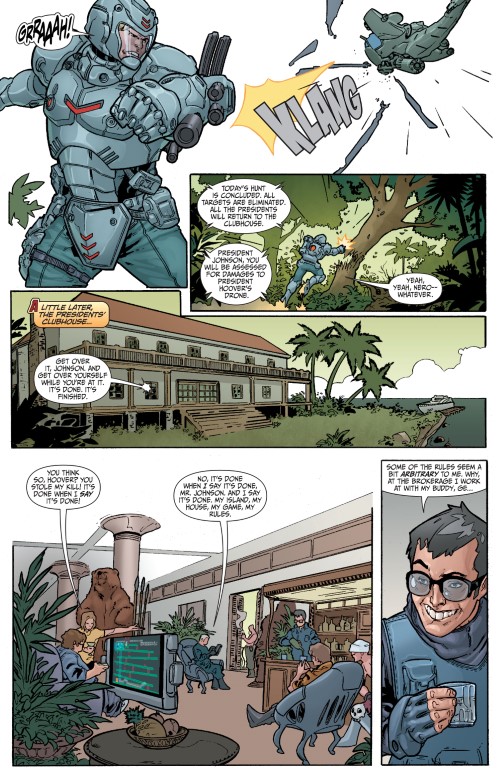 GRRAAAH!
KLANG
TODAY'S HUNT
IS CONCLUDED. ALL
TARGETS ARE ELIMINATED.
ALL THE PRESIDENTS
WILL RETURN TO THE
CLUBHOUSE.
PRESIDENT
JOHNSON,
YOU WILL BE ASSESSED
FOR DAMAGES TO
PRESIDENT
HOOVER'S
DRONE.
YEAH,
YEAH, NERO--
WHATEVER.
A
LITTLE LATER,
THE PRESIDENTS'
CLUBHOUSE...
GET OVER
IT, JOHNSON. AND
GET OVER YOURSELF
WHILE YOU'RE AT IT.
IT'S DONE. IT'S
FINISHED.
YOU THINK
SO, HOOVER? YOU
STOLE MY KILL! IT'S
DONE WHEN I SAY
IT'S DONE!
NO, IT'S DONE
WHEN I SAY IT'S DONE,
MR. JOHNSON. AND I SAY
IT'S DONE. MY ISLAND, MY
HOUSE, MY GAME, MY
RULES.
SOME OF THE RULES SEEM A
BIT ARBITRARY TO ME. WHY,
AT THE BROKERAGE I WORK
AT WITH MY BUDDY, GE...